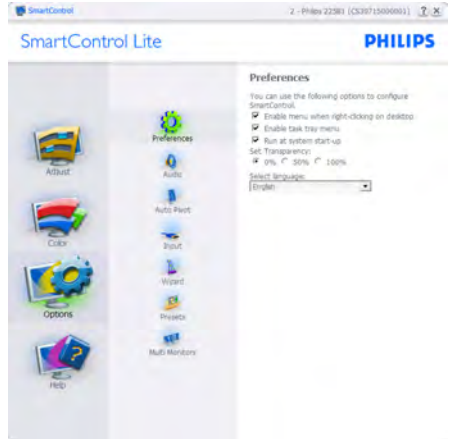 SmartControl
2 - Philips 225B1 (CS20715000001)
? X
SmartControl Lite
PHILIPS
Preferences
You can use the following options to configure
SmartControl.
Enable menu when right-clicking on desktop
Enable task tray menu
Run at system start-up
Set Transparency:
0% 50% 100%
Select language:
English
Adjust
Color
Options
Help
Preferences
Audio
Auto Pivot
Input
Wizard
Presets
Multi Monitors